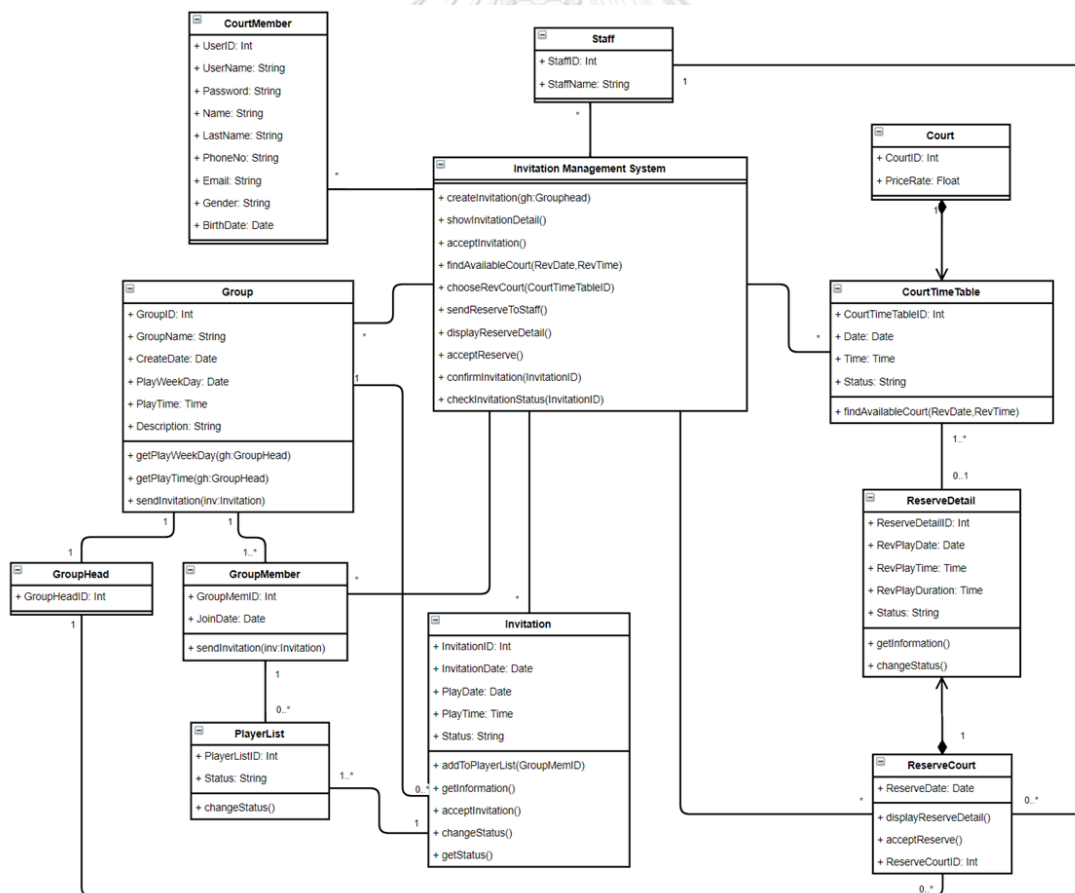 CourtMember
+ UserID: Int
+ UserName: String
+ Password: String
+ Name: String
+ LastName: String
+ PhoneNo: String
+ Email: String
+ Gender: String
+ BirthDate: Date
*
Staff
+ StaffID: Int
+ StaffName: String
1
*
Invitation Management System
+ createInvitation(gh:Grouphead)
+ showInvitationDetail()
+ acceptInvitation()
+ findAvailableCourt(RevDate,RevTime)
+ chooseRevCourt(CourtTimeTableID)
+ sendReserveToStaff()
+ displayReserveDetail()
+ acceptReserve()
+ confirmInvitation(InvitationID)
+ checkInvitationStatus(InvitationID)
Court
+ CourtID: Int
+ PriceRate: Float
1
CourtTimeTable
+ CourtTimeTableID: Int
+ Date: Date
+ Time: Time
+ Status: String
+ findAvailableCourt(RevDate,RevTime)
*
1..*
0..1
Group
+ GroupID: Int
+ GroupName: String
+ CreateDate: Date
+ PlayWeekDay: Date
+ PlayTime: Time
+ Description: String
+ getPlayWeekDay(gh:GroupHead)
+ getPlayTime(gh:GroupHead)
+ sendInvitation(inv:Invitation)
*
1
1
1
1
1..*
GroupHead
+ GroupHeadID: Int
1
GroupMember
+ GroupMemID: Int
+ JoinDate: Date
+ sendInvitation(inv:Invitation)
*
1
0..*
PlayerList
+ PlayerListID: Int
+ Status: String
+ changeStatus()
1..*
*
Invitation
+ InvitationID: Int
+ InvitationDate: Date
+ PlayDate: Date
+ PlayTime: Time
+ Status: String
+ addToPlayerList(GroupMemID)
+ getInformation()
+ acceptInvitation()
+ changeStatus()
+ getStatus()
0..*
1
ReserveDetail
+ ReserveDetailID: Int
+ RevPlayDate: Date
+ RevPlayTime: Time
+ RevPlayDuration: Time
+ Status: String
+ getInformation()
+ changeStatus()
1
ReserveCourt
+ ReserveDate: Date
+ displayReserveDetail()
+ acceptReserve()
+ ReserveCourtID: Int
*
0..*
0..*